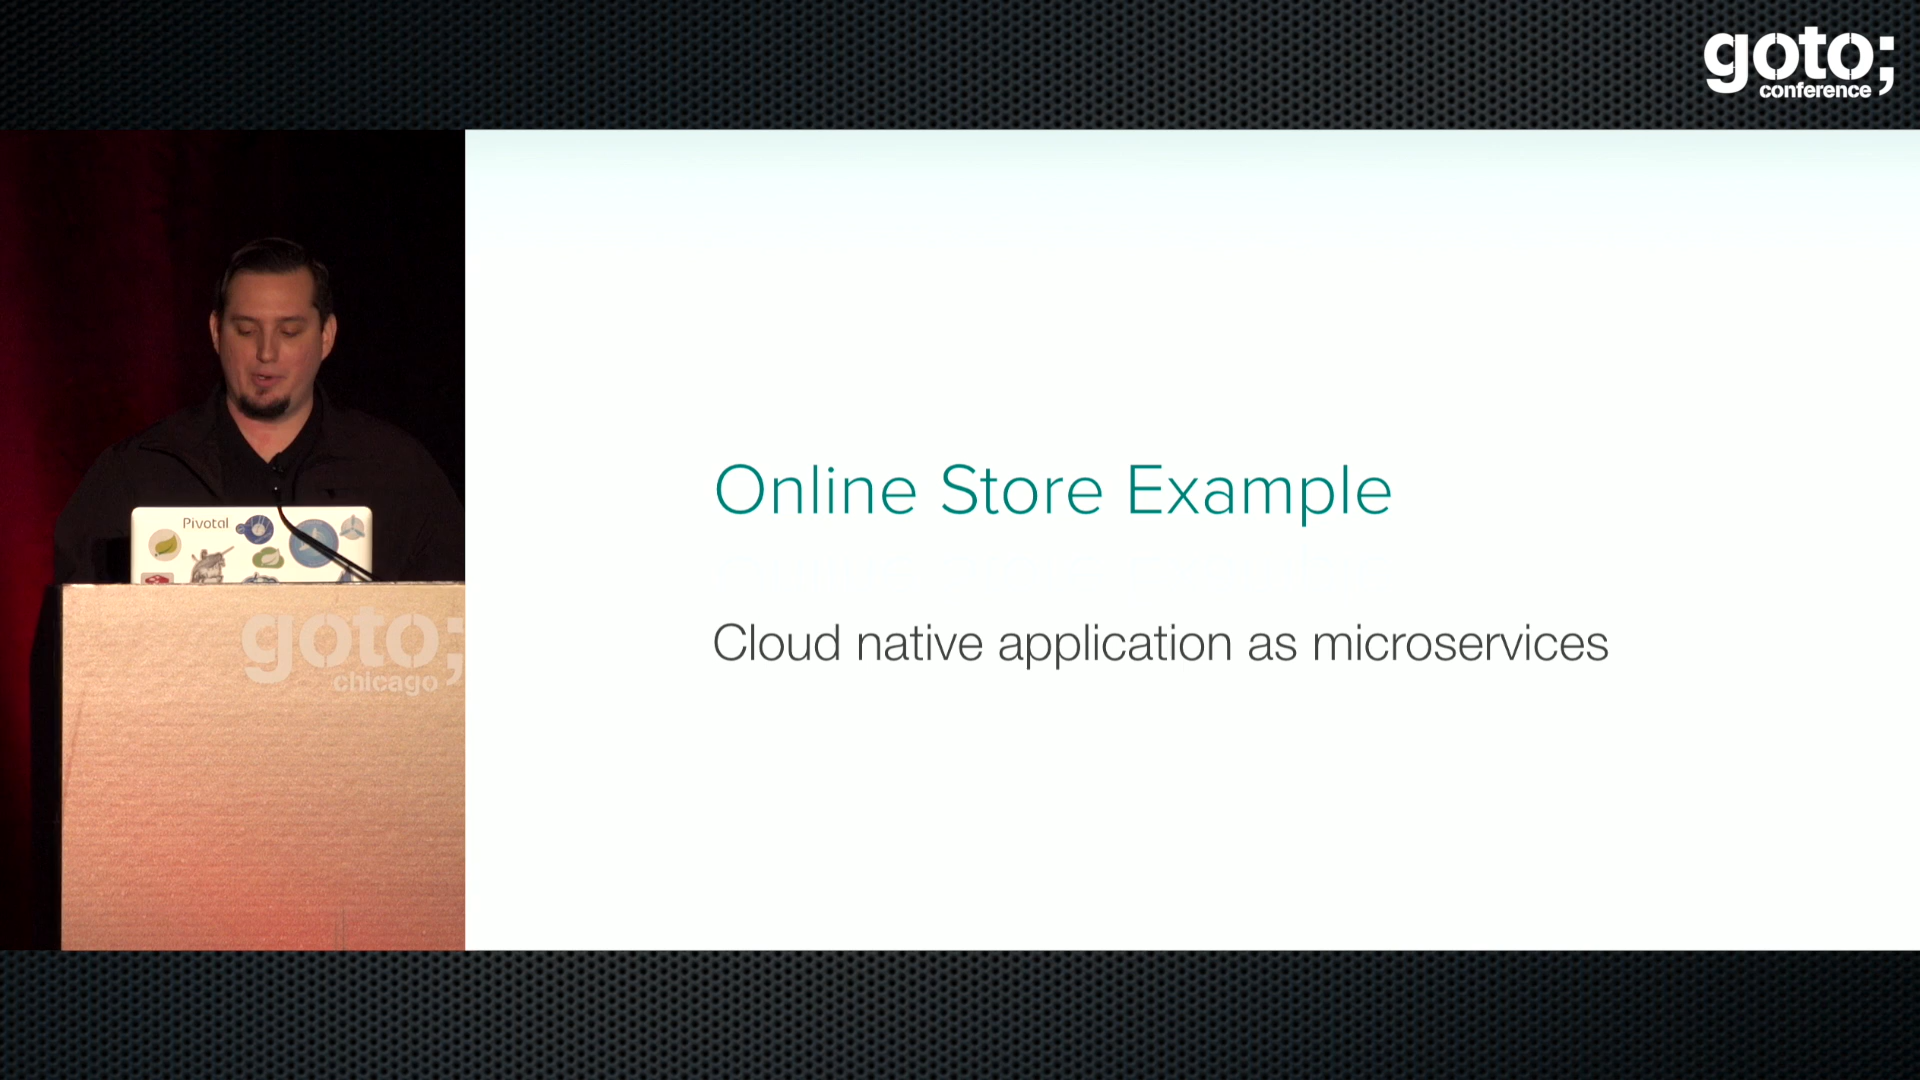 goto;
conference
Online Store Example
Cloud native application as microservices
Pivotal
goto;
chicago